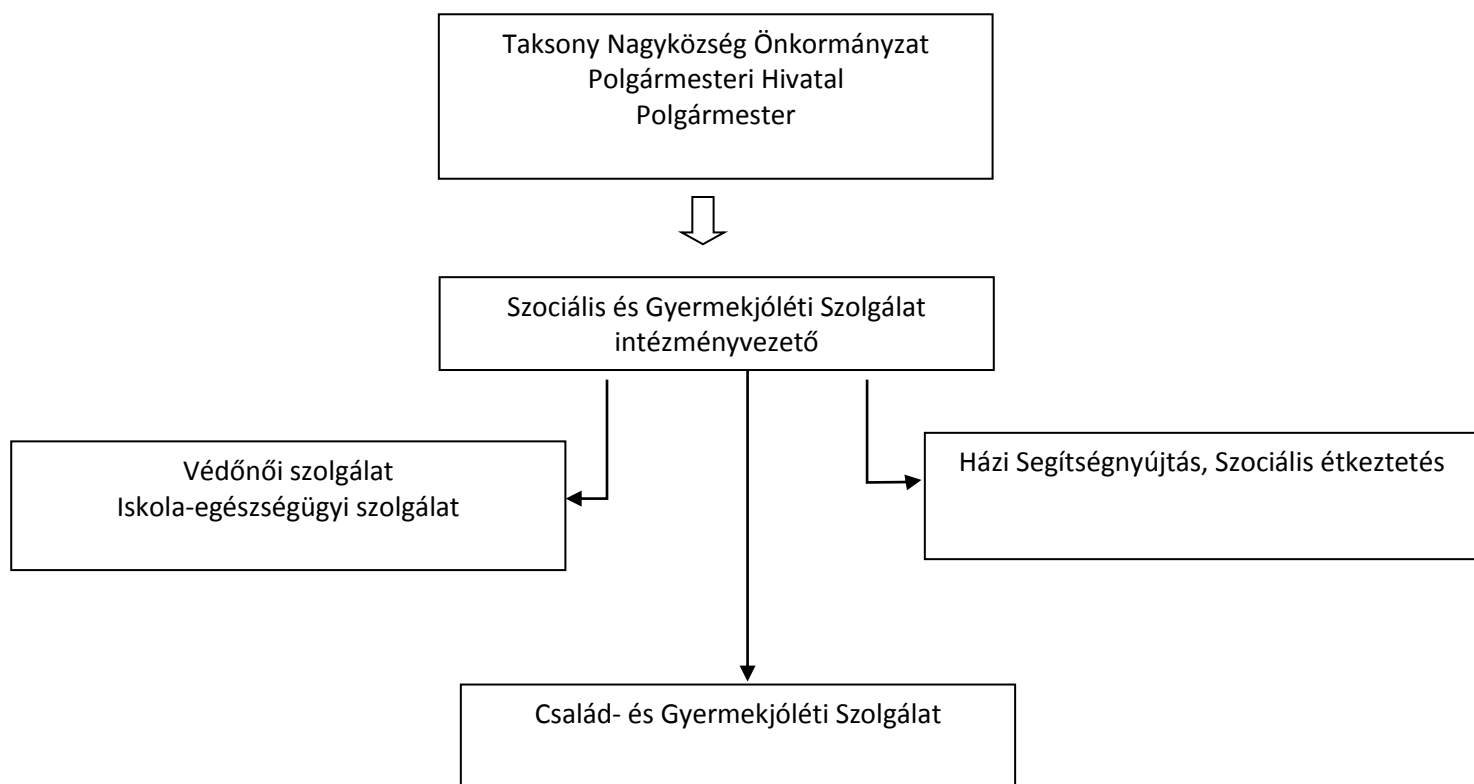 Taksony Nagyközség Önkormányzat
Polgármesteri Hivatal
Polgármester
Szociális és Gyermekjóléti Szolgálat
intézményvezető
Védőnői szolgálat
Iskola-egészségügyi szolgálat
Házi Segítségnyújtás, Szociális étkeztetés
Család- és Gyermekjóléti Szolgálat